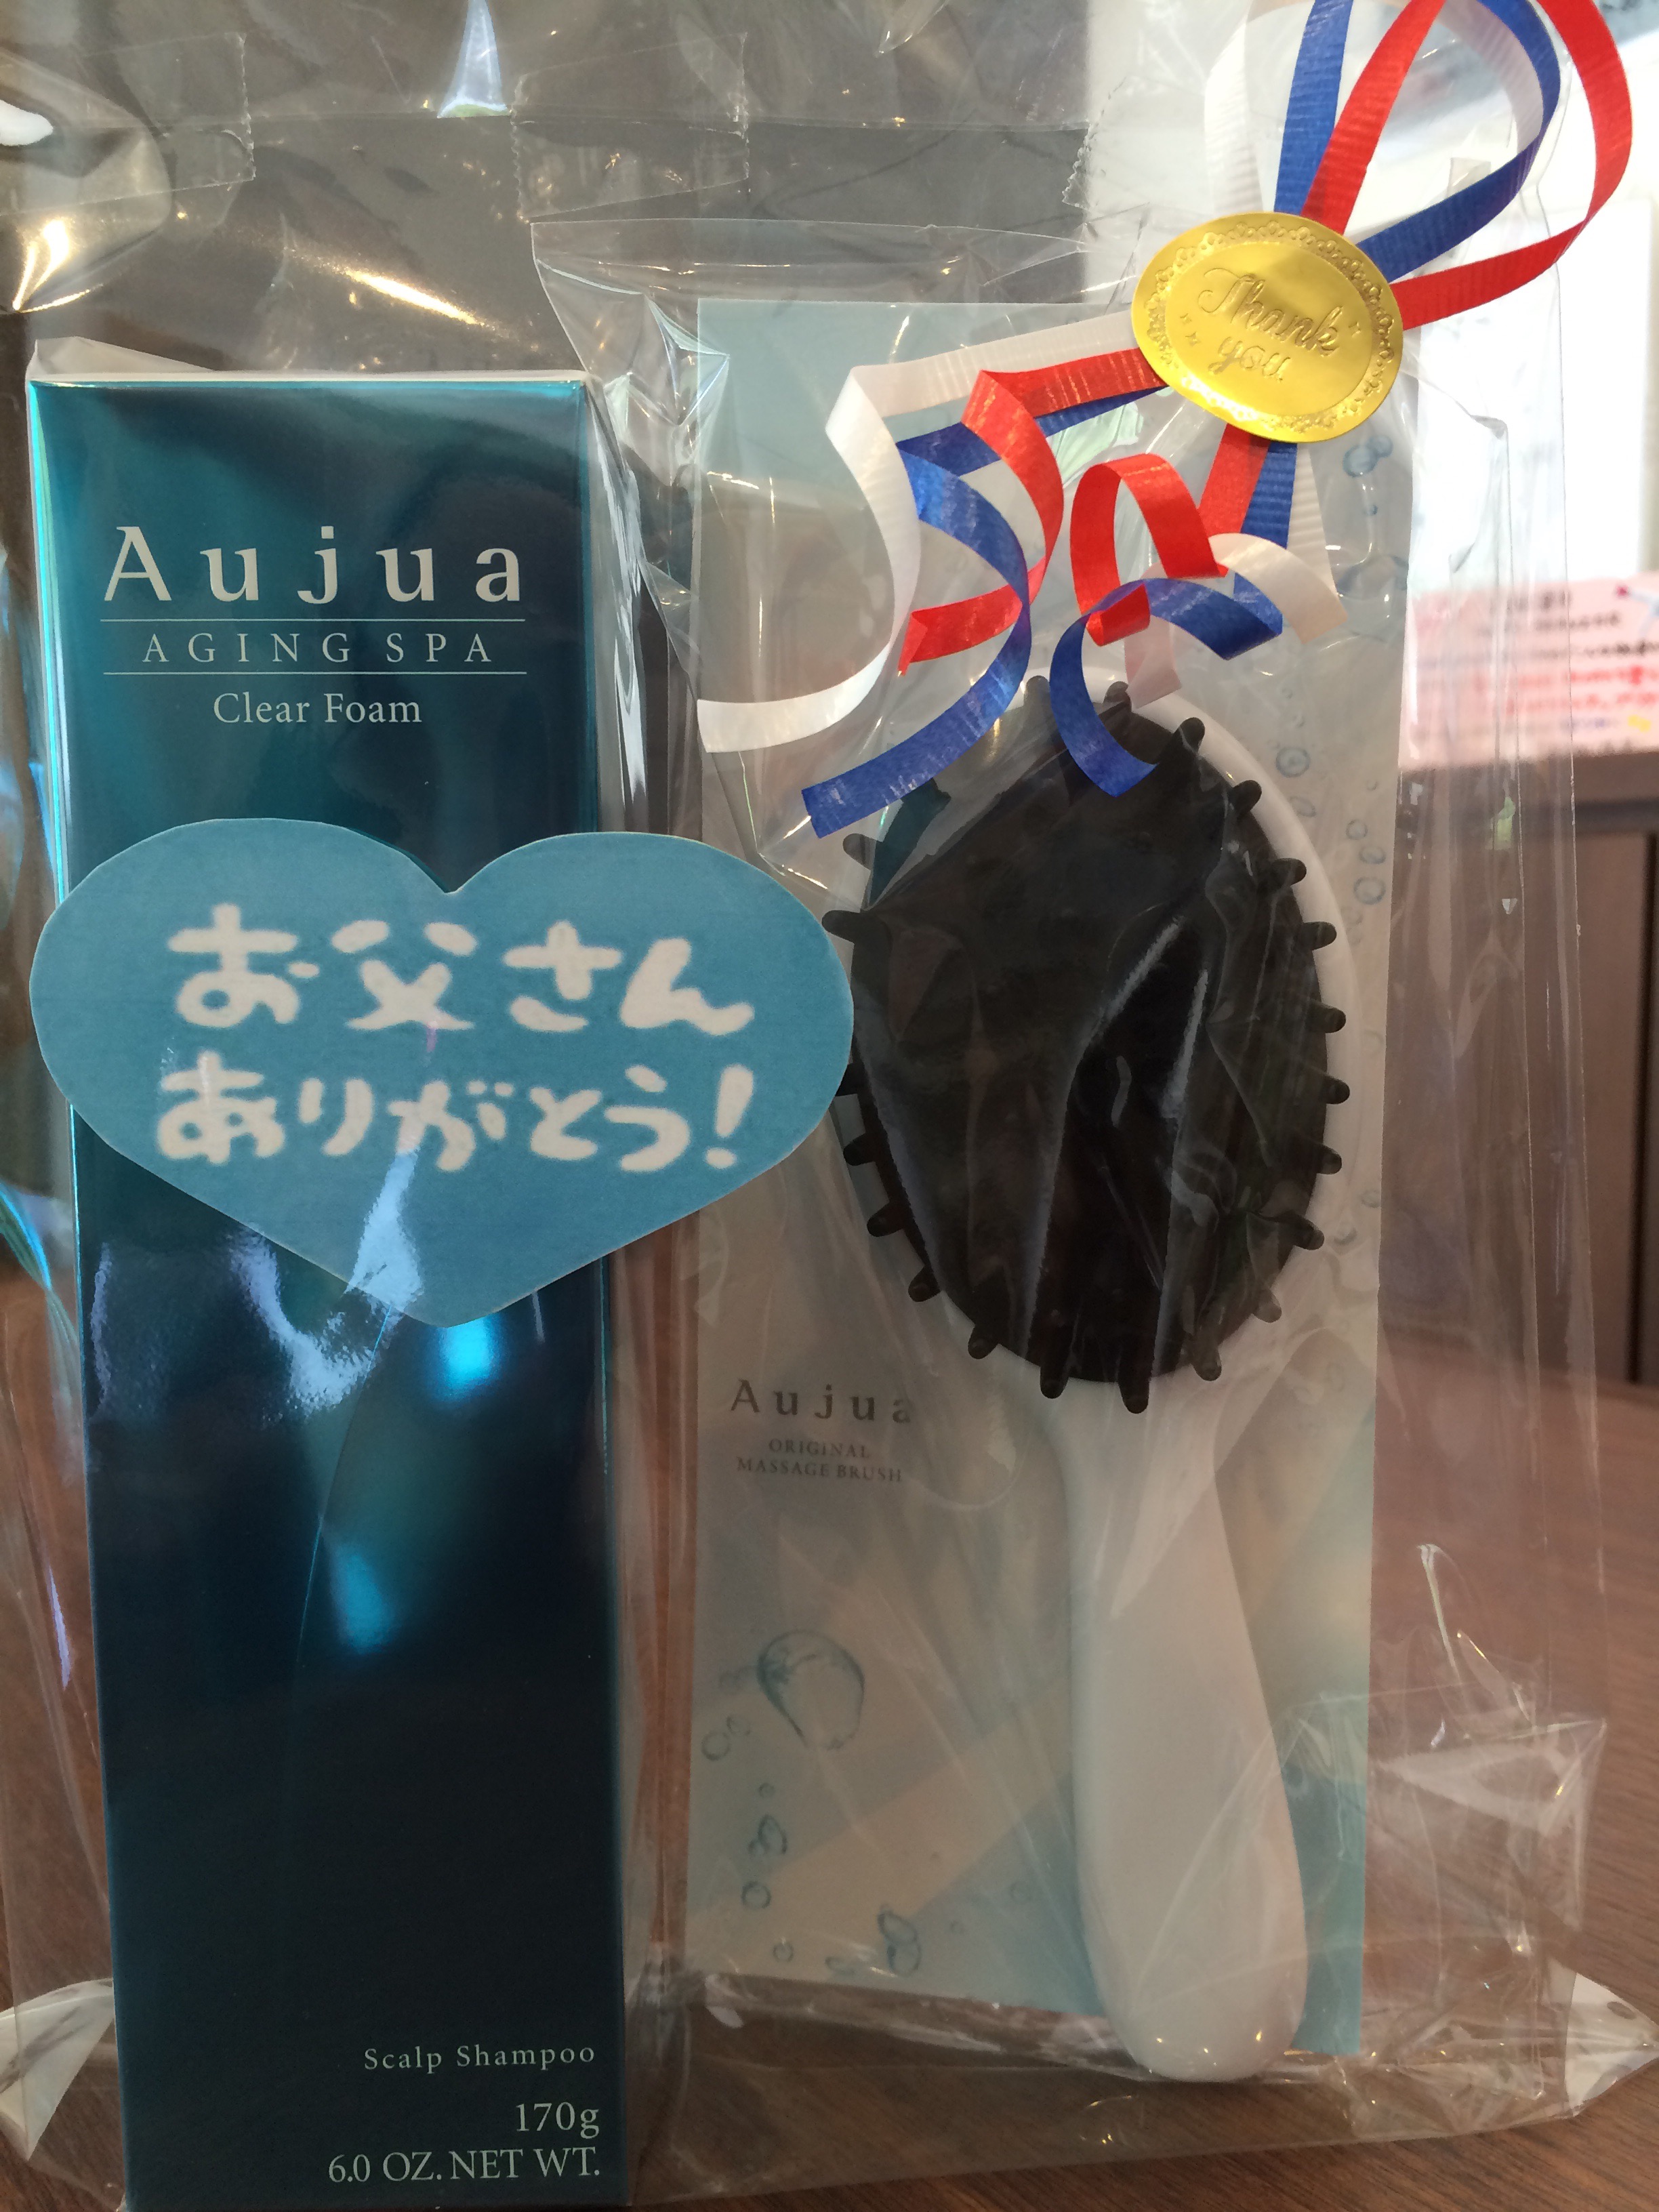 Thank
you
Aujua
AGING SPA
Clear Foam
お父さん
ありがとう!
Aujua
ORIGINAL
MASSAGE BRUSH
Scalp Shampoo
170g
6.0 OZ. NET WT.